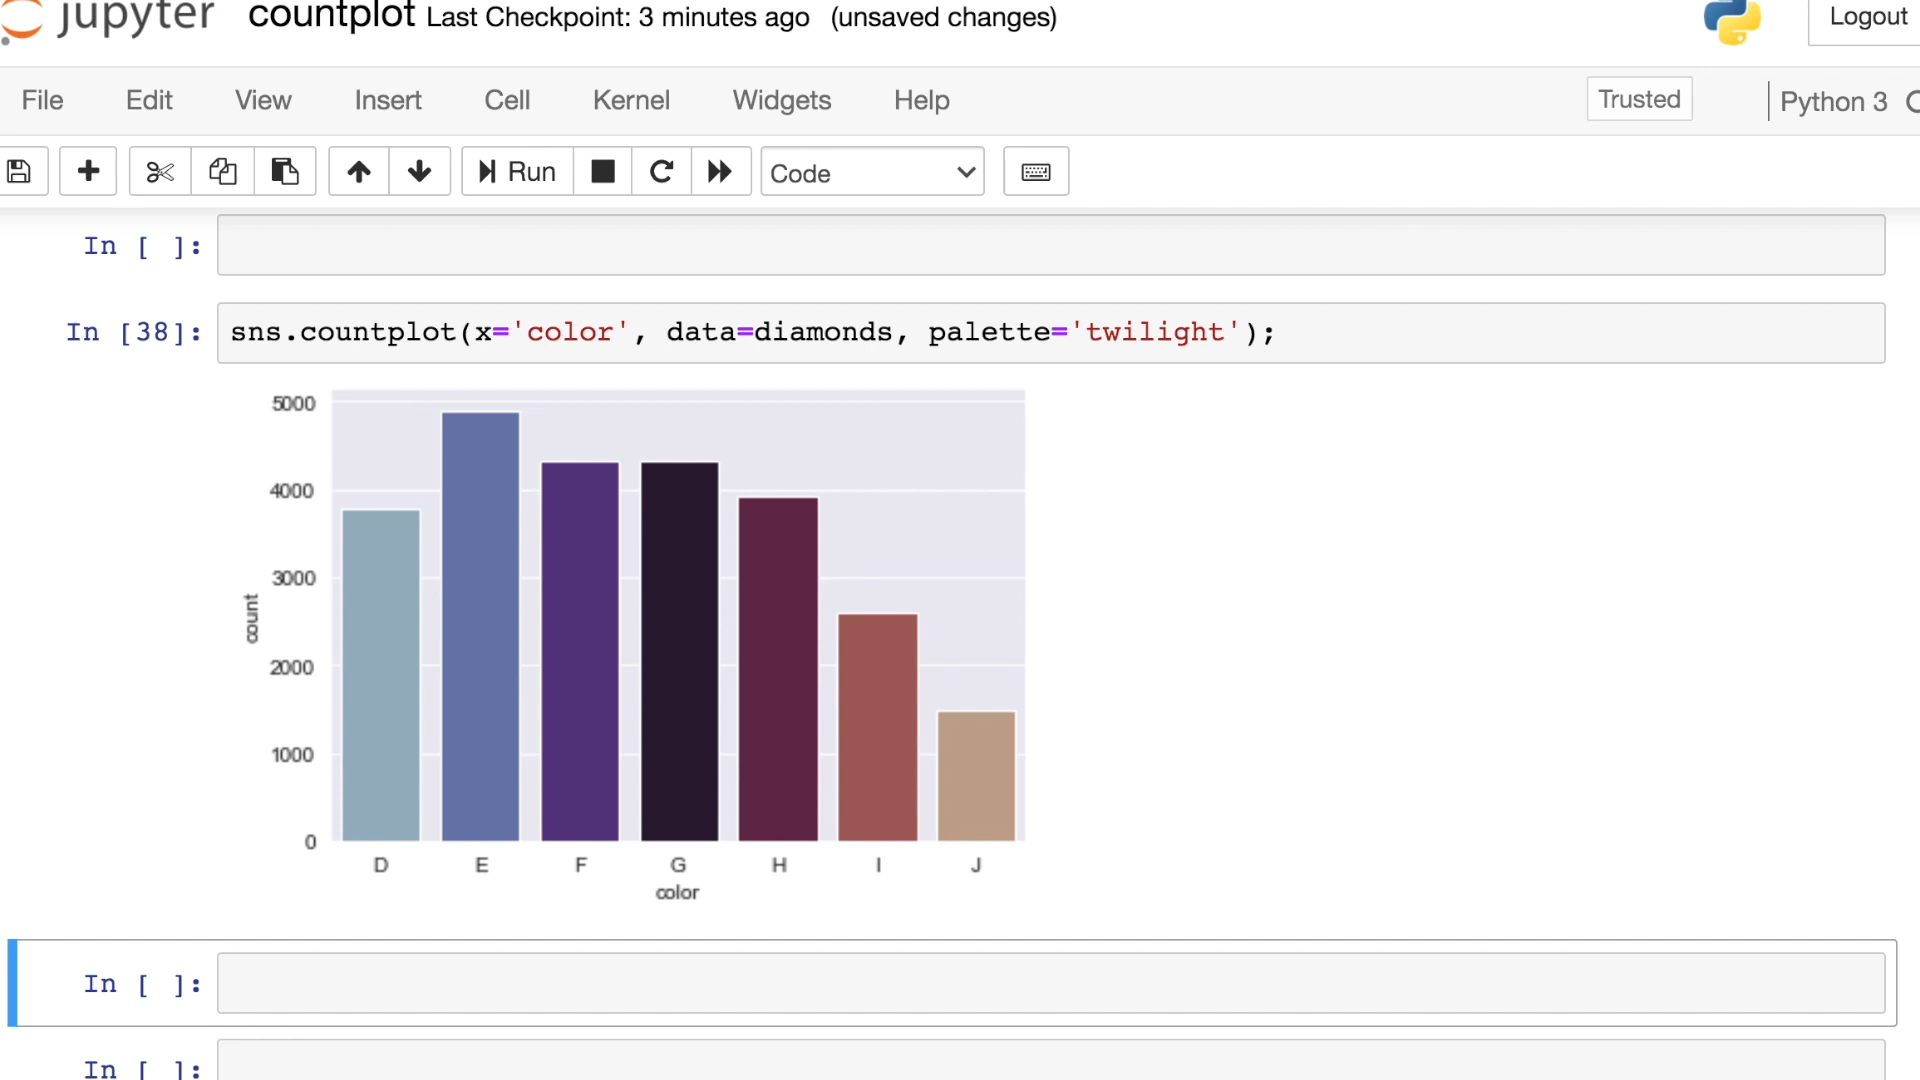 jupyter countplot Last Checkpoint: 3 minutes ago (unsaved changes) Logout
File Edit View Insert Cell Kernel Widgets Help Trusted Python 3
Run Code
In [ ]:
In [38]: sns.countplot(x='color', data=diamonds, palette='twilight');
5000
4000
3000
2000
1000
0
count
D E F G H I J
color
In [ ]:
In [ ]: